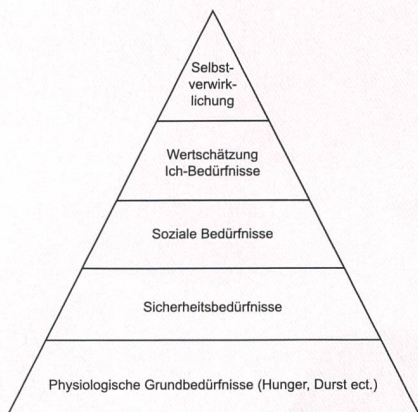 Selbst-
verwirk-
lichung
Wertschätzung
Ich-Bedürfnisse
Soziale Bedürfnisse
Sicherheitsbedürfnisse
Physiologische Grundbedürfnisse (Hunger, Durst ect.)